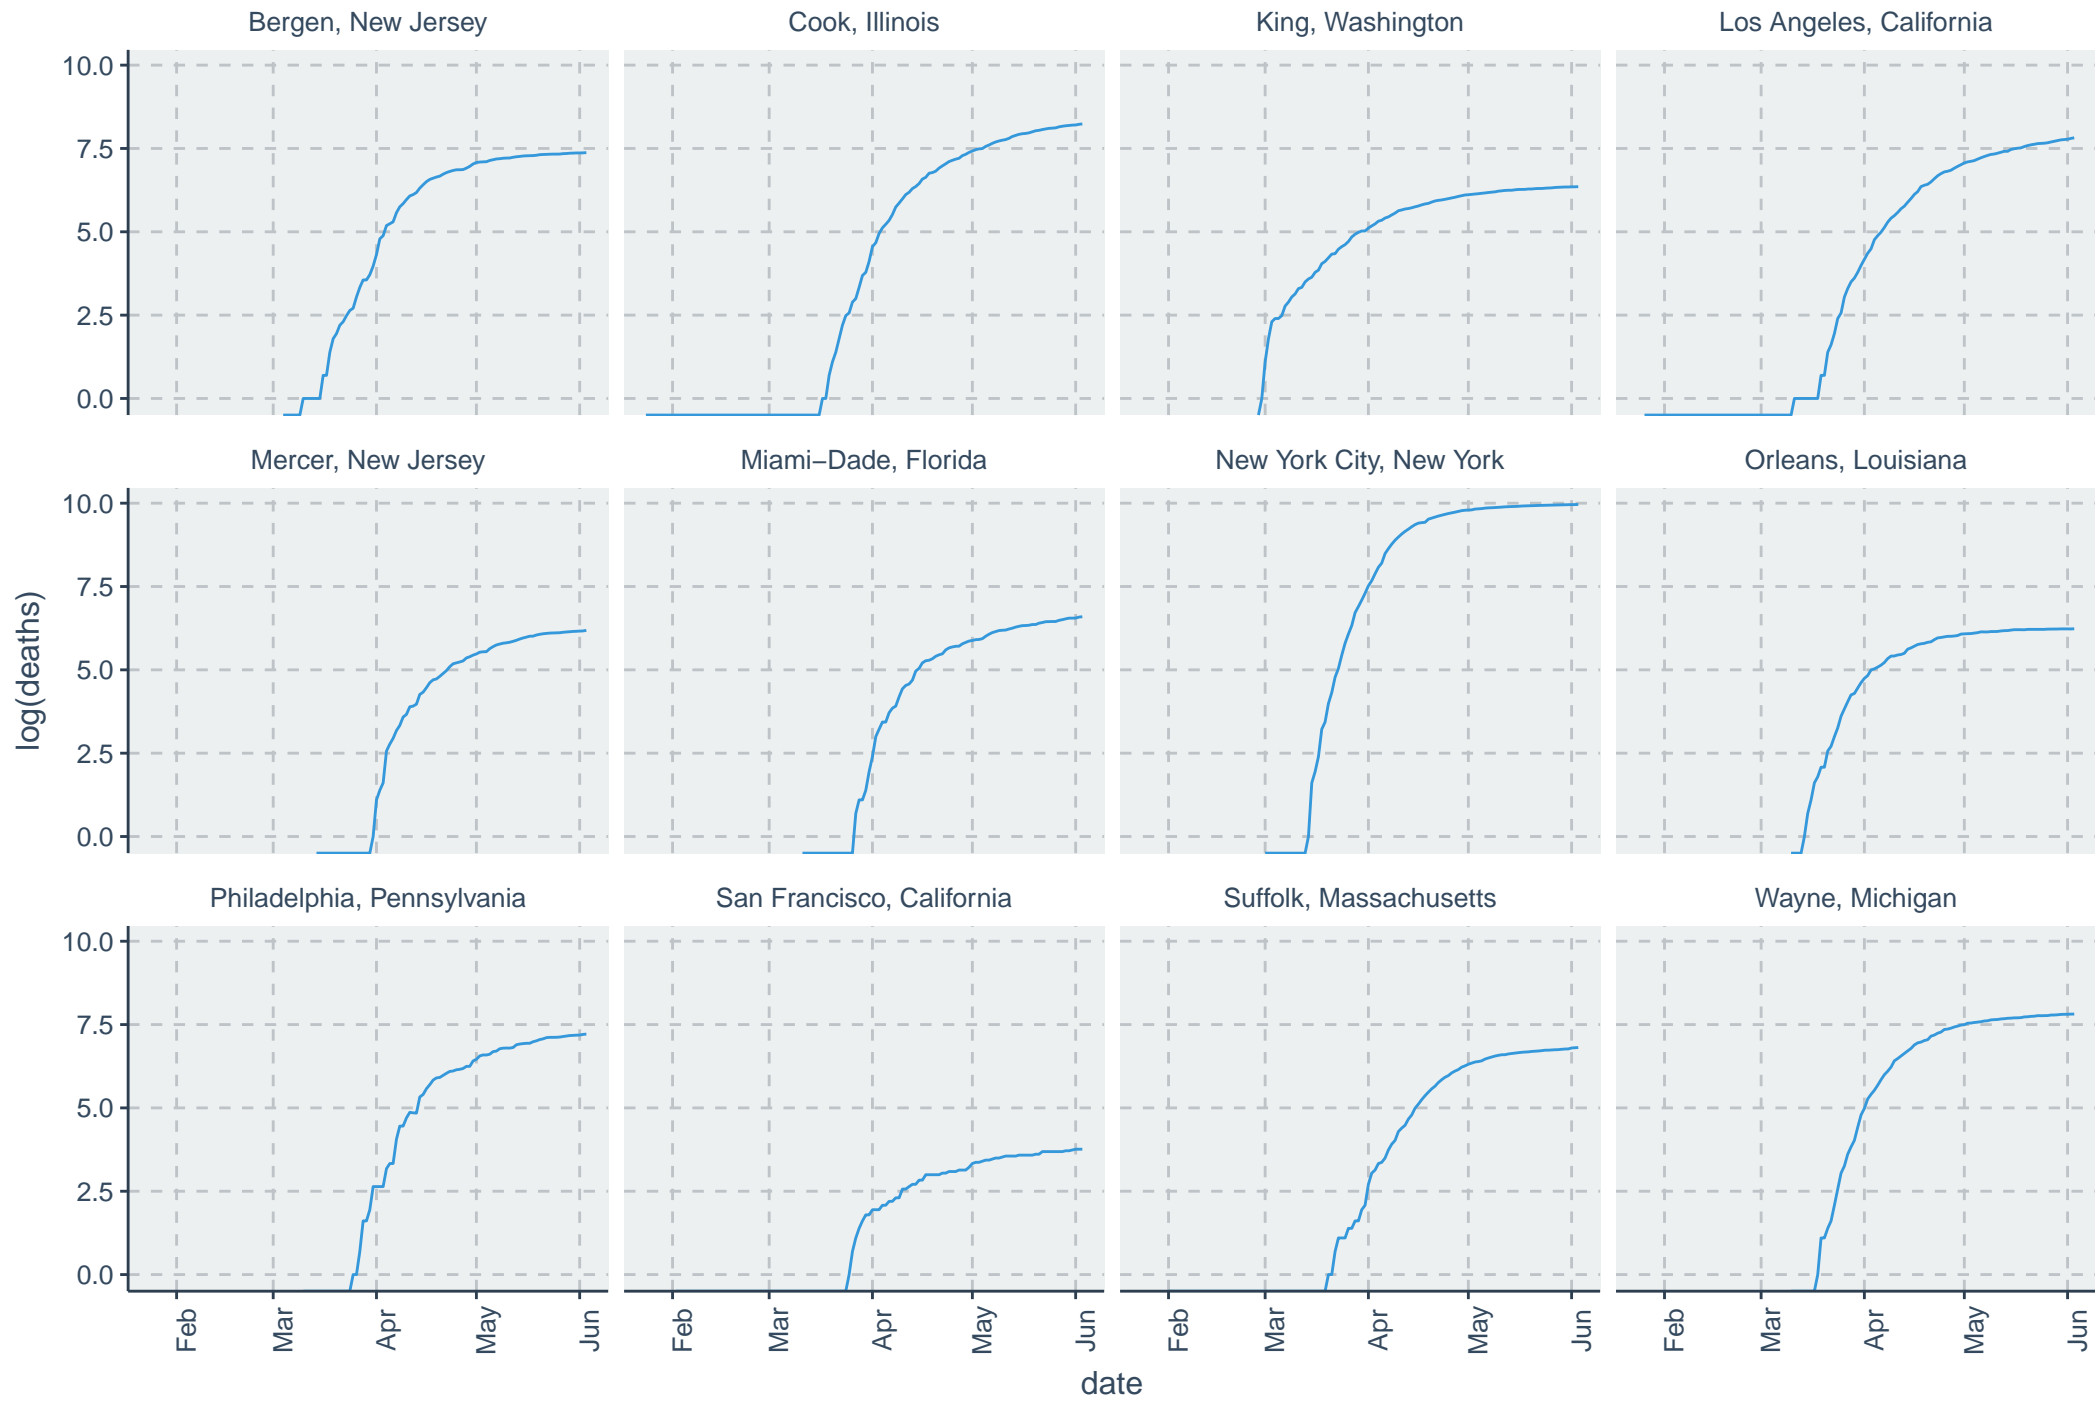 Bergen, New Jersey
Cook, Illinois
King, Washington
Los Angeles, California
10.0
7.5
5.0
2.5
0.0
Mercer, New Jersey
Miami−Dade, Florida
New York City, New York
Orleans, Louisiana
10.0
7.5
5.0
2.5
0.0
log(deaths)
Philadelphia, Pennsylvania
San Francisco, California
Suffolk, Massachusetts
Wayne, Michigan
10.0
7.5
5.0
2.5
0.0
Feb Mar Apr May Jun
Feb Mar Apr May Jun
Feb Mar Apr May Jun
Feb Mar Apr May Jun
date